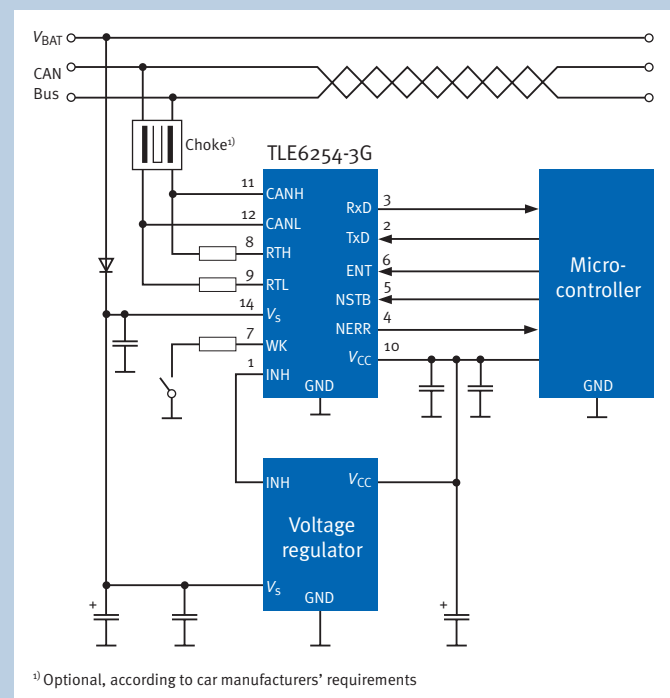 VBAT
CAN
Bus
Choke¹⁾
TLE6254-3G
11
CANH
12
CANL
8
RTH
9
RTL
14
Vs
7
WK
1
INH
RxD
3
TxD
2
ENT
6
NSTB
5
NERR
4
VCC
10
GND
Micro-
controller
GND
INH
VCC
Voltage
regulator
Vs
GND
+
+
¹⁾ Optional, according to car manufacturers’ requirements